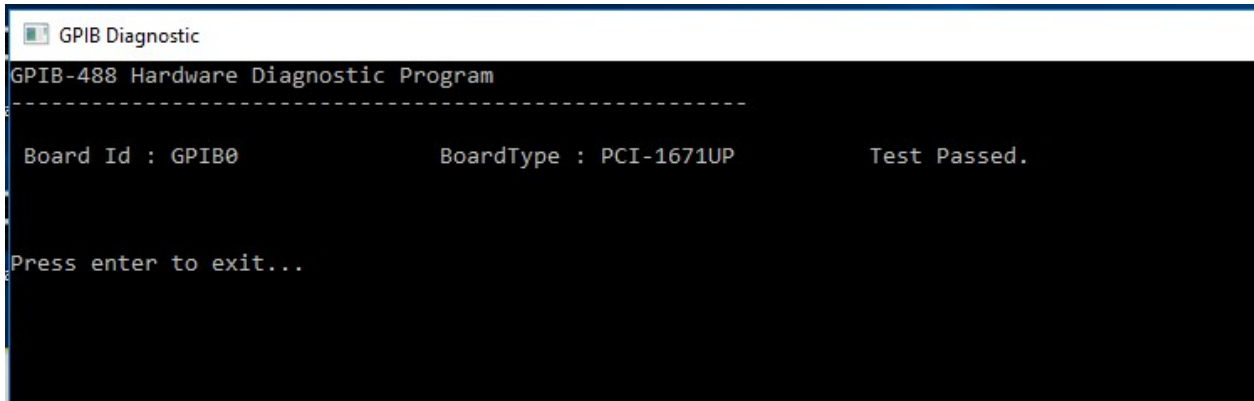 GPIB Diagnostic
GPIB-488 Hardware Diagnostic Program
-------------------------------------------------------
Board Id : GPIB0 BoardType : PCI-1671UP Test Passed.
Press enter to exit...